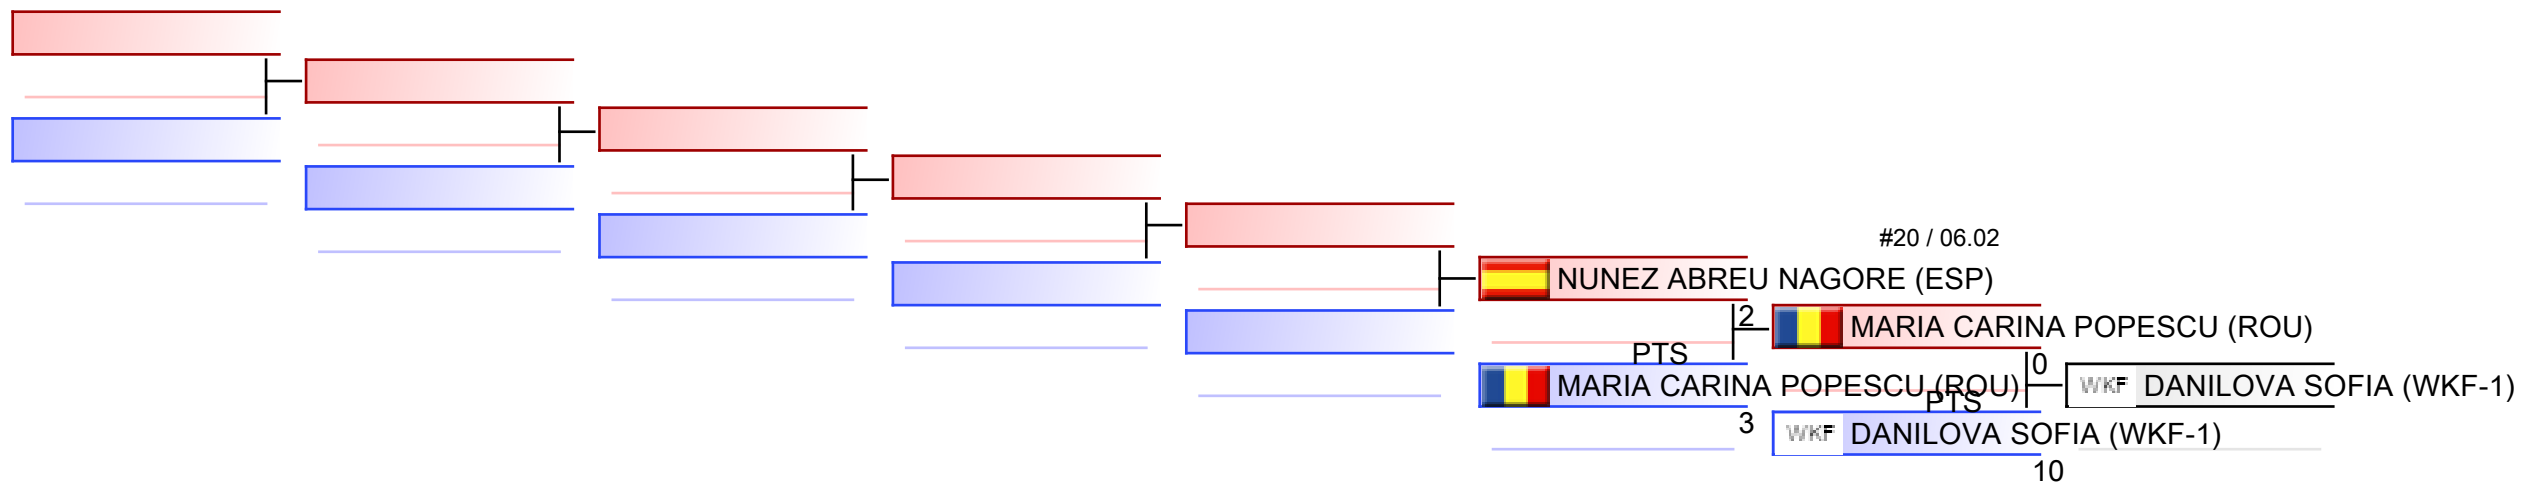 #20 / 06.02
NUNEZ ABREU NAGORE (ESP)
2
MARIA CARINA POPESCU (ROU)
PTS
0
MARIA CARINA POPESCU (ROU)
WKF DANILOVA SOFIA (WKF-1)
PTS
3
WKF DANILOVA SOFIA (WKF-1)
10